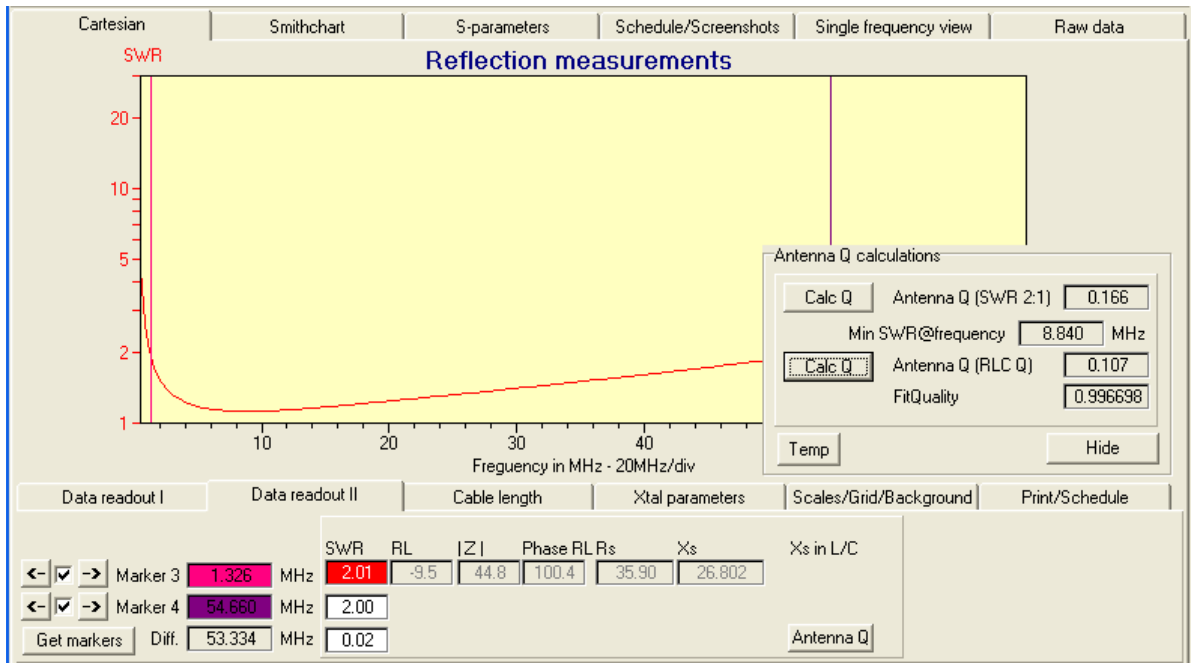 Cartesian Smithchart S-parameters Schedule/Screenshots Single frequency view Raw data
SWR Reflection measurements
20
10
5
2
1
10 20 30 40
Freguency in MHz - 20MHz/div
Antenna Q calculations
Calc Q Antenna Q (SWR 2:1) 0.166
Min SWR@frequency 8.840 MHz
Calc Q Antenna Q (RLC Q) 0.107
FitQuality 0.996698
Temp Hide
Data readout I Data readout II Cable length Xtal parameters Scales/Grid/Background Print/Schedule
SWR RL |Z| Phase RL Rs Xs Xs in L/C
<- -> Marker 3 1.326 MHz 2.01 -9.5 44.8 100.4 35.90 26.802
<- -> Marker 4 54.660 MHz 2.00
Get markers Diff. 53.334 MHz 0.02 Antenna Q